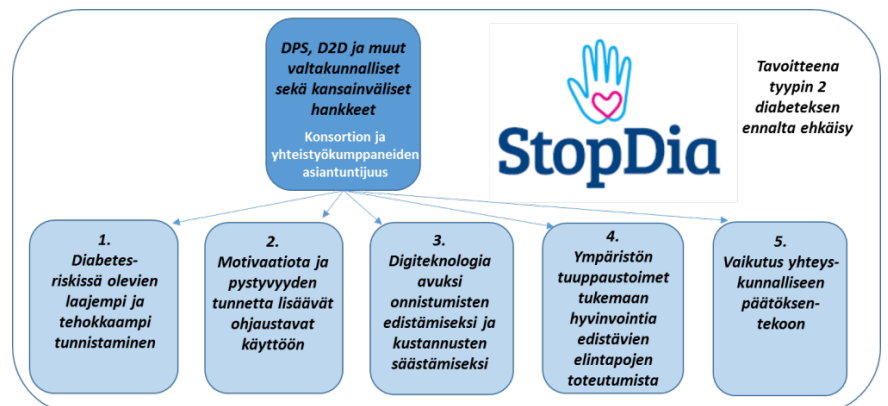 DPS, D2D ja muut
valtakunnalliset
sekä kansainväliset
hankkeet
Konsortion ja
yhteistyökumppaneiden
asiantuntijuus
StopDia
Tavoitteena
tyypin 2
diabeteksen
ennalta ehkäisy
1.
Diabetes-
riskissä olevien
laajempi ja
tehokkaampi
tunnistaminen
2.
Motivaatiota ja
pystyvyyden
tunnetta lisäävät
ohjaustavat
käyttöön
3.
Digiteknologia
avuksi
onnistumisten
edistämiseksi ja
kustannusten
säästämiseksi
4.
Ympäristön
tuuppaustoimet
tukemaan
hyvinvointia
edistävien
elintapojen
toteutumista
5.
Vaikutus yhteys-
kunnalliseen
päätöksen-
tekoon